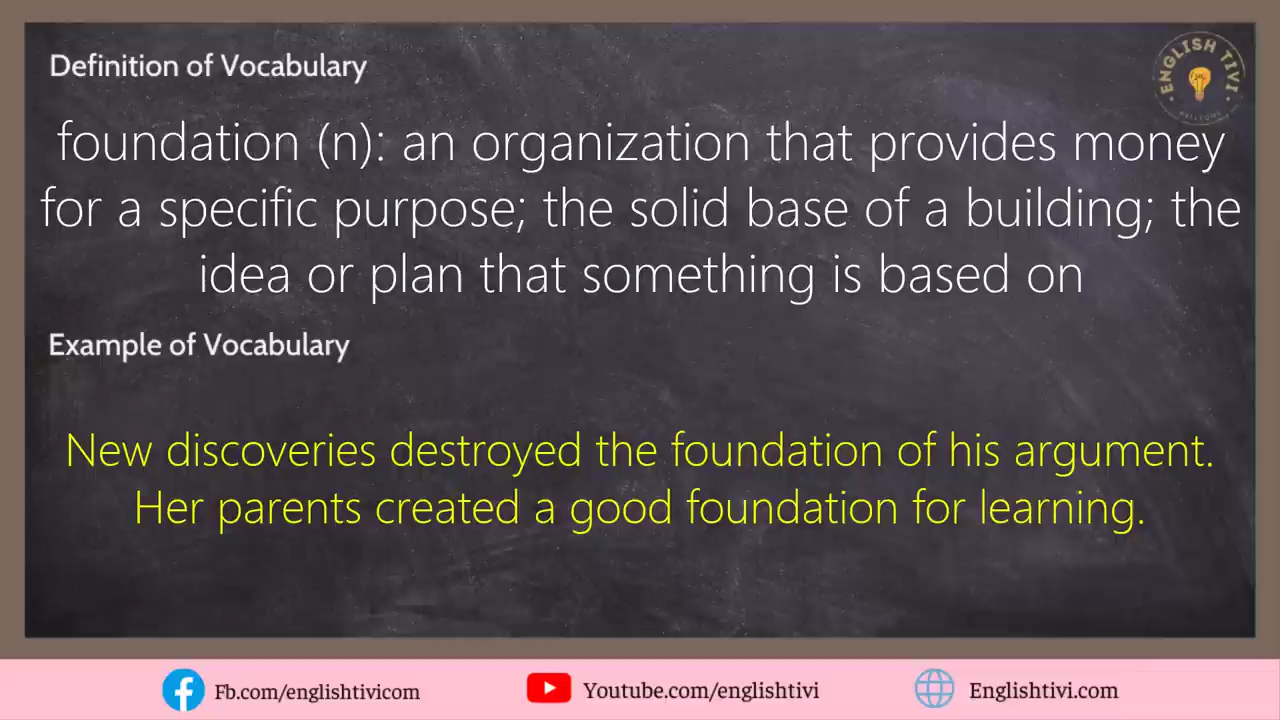 Definition of Vocabulary
ENGLISH TIVI
foundation (n): an organization that provides money
for a specific purpose; the solid base of a building; the
idea or plan that something is based on
Example of Vocabulary
New discoveries destroyed the foundation of his argument.
Her parents created a good foundation for learning.
Fb.com/englishtivicom
Youtube.com/englishtivi
Englishtivi.com